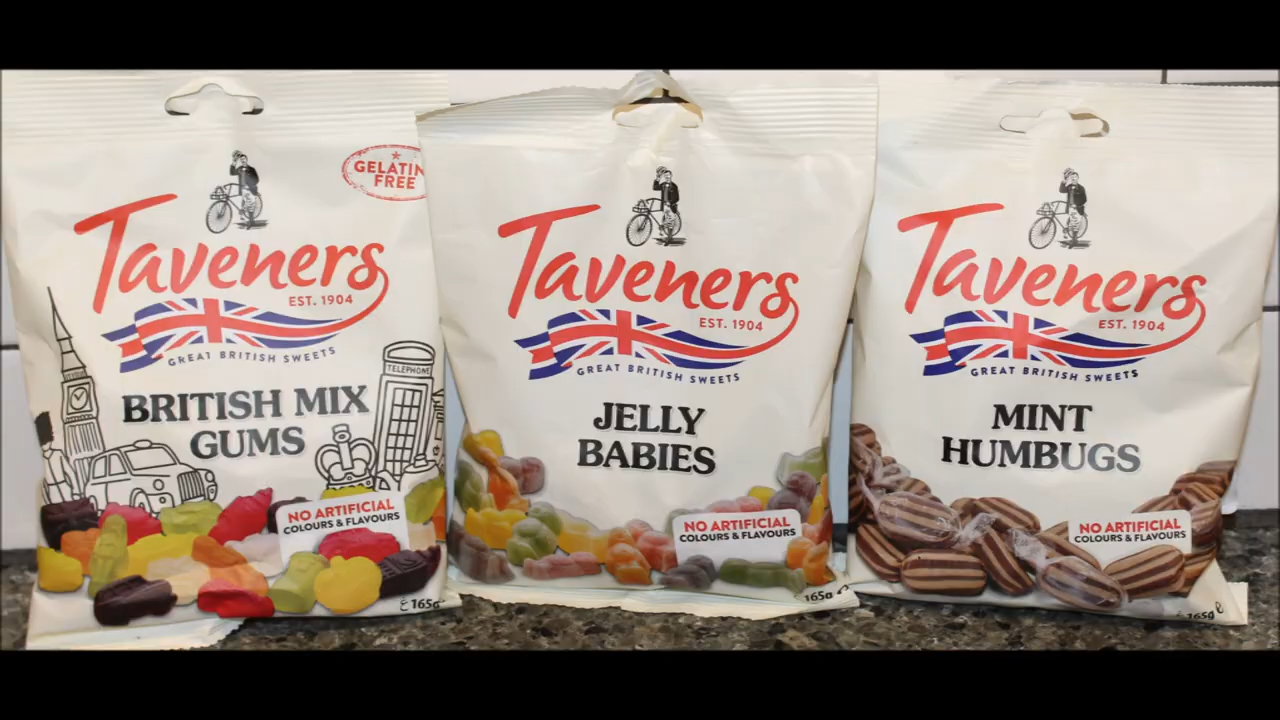 GELATIN
FREE
Taveners
EST. 1904
GREAT BRITISH SWEETS
TELEPHONE
BRITISH MIX
GUMS
NO ARTIFICIAL
COLOURS & FLAVOURS
℮ 165g
Taveners
EST. 1904
GREAT BRITISH SWEETS
JELLY
BABIES
NO ARTIFICIAL
COLOURS & FLAVOURS
165g ℮
Taveners
EST. 1904
GREAT BRITISH SWEETS
MINT
HUMBUGS
NO ARTIFICIAL
COLOURS & FLAVOURS
165g ℮